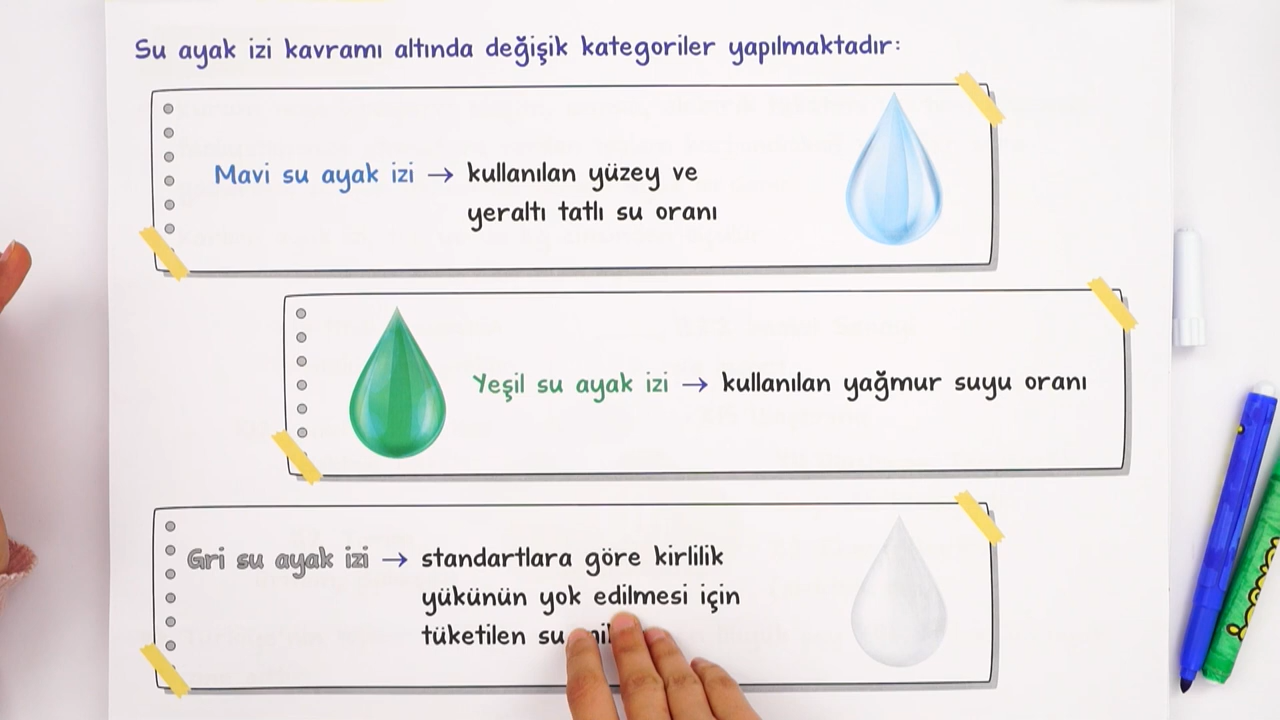 Su ayak izi kavramı altında değişik kategoriler yapılmaktadır:
Mavi su ayak izi → kullanılan yüzey ve
yeraltı tatlı su oranı
Yeşil su ayak izi → kullanılan yağmur suyu oranı
Gri su ayak izi → standartlara göre kirlilik
yükünün yok edilmesi için
tüketilen su